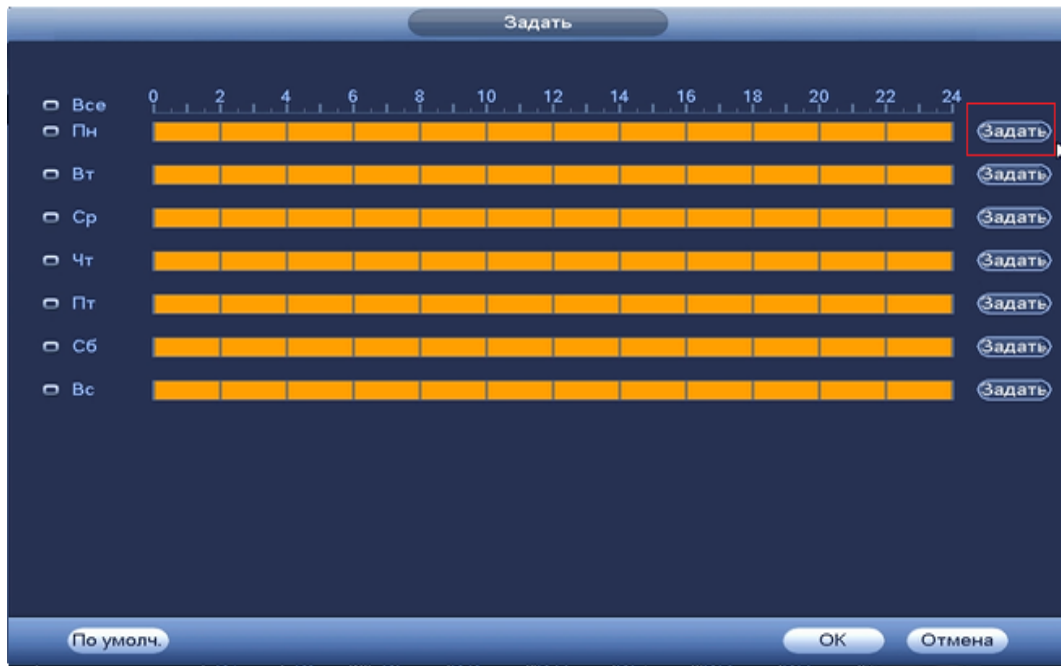 Задать
Все 0 2 4 6 8 10 12 14 16 18 20 22 24
Пн Задать
Вт Задать
Ср Задать
Чт Задать
Пт Задать
Сб Задать
Вс Задать
По умолч. OK Отмена